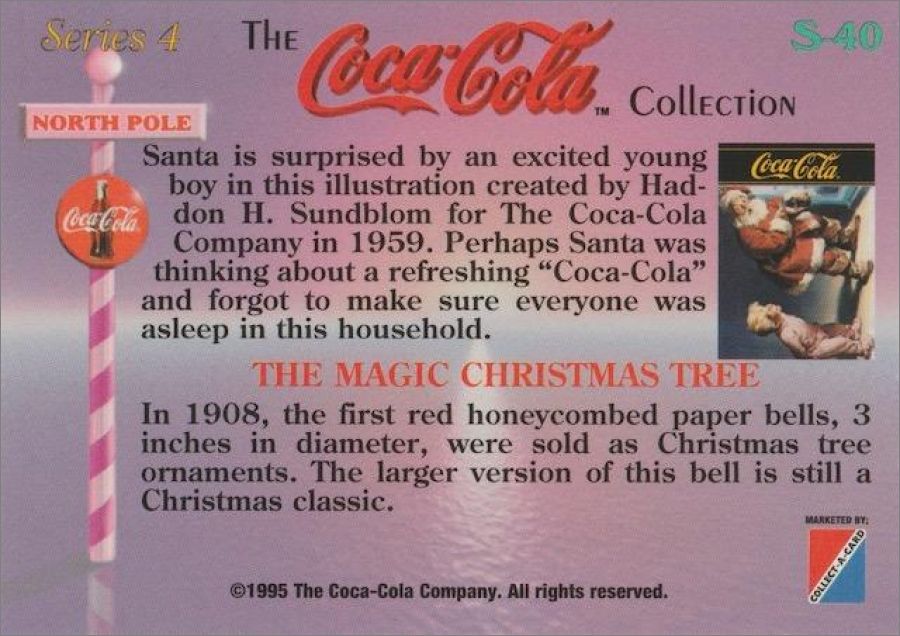 Series 4
The Coca-Cola™ Collection
S-40
NORTH POLE
Coca-Cola
Santa is surprised by an excited young
boy in this illustration created by Had-
don H. Sundblom for The Coca-Cola
Company in 1959. Perhaps Santa was
thinking about a refreshing “Coca-Cola”
and forgot to make sure everyone was
asleep in this household.
Coca-Cola
THE MAGIC CHRISTMAS TREE
In 1908, the first red honeycombed paper bells, 3
inches in diameter, were sold as Christmas tree
ornaments. The larger version of this bell is still a
Christmas classic.
MARKETED BY:
COLLECT-A-CARD
©1995 The Coca-Cola Company. All rights reserved.